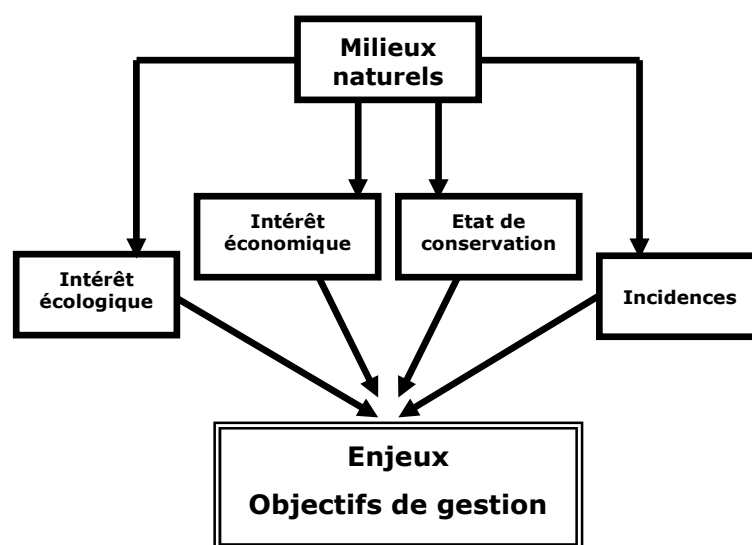 Milieux
naturels
Intérêt
économique
Etat de
conservation
Intérêt
écologique
Incidences
Enjeux
Objectifs de gestion